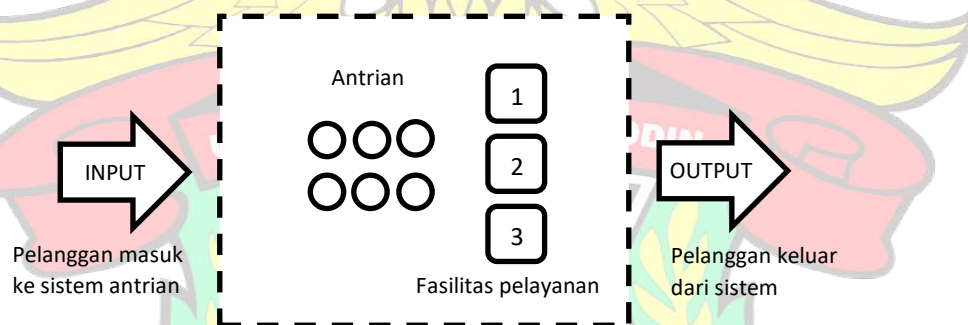 Antrian
1
2
3
INPUT
OUTPUT
Pelanggan masuk
ke sistem antrian
Fasilitas pelayanan
Pelanggan keluar
dari sistem